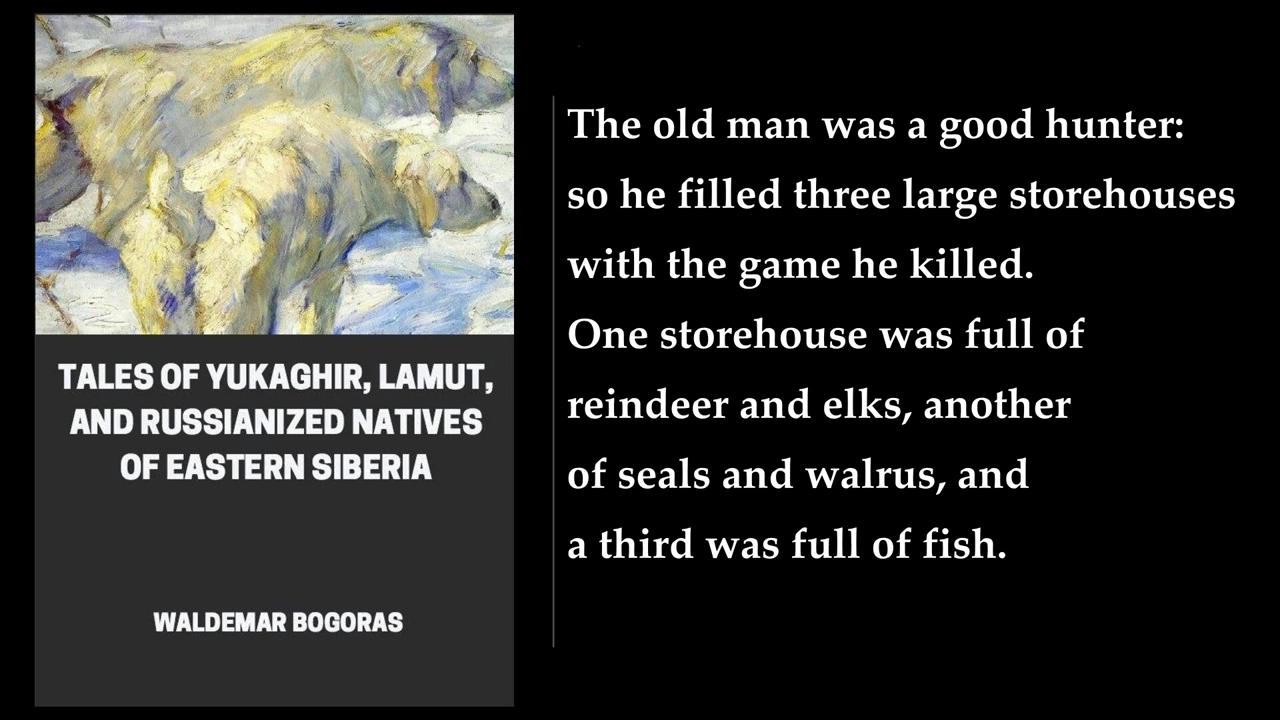 TALES OF YUKAGHIR, LAMUT,
AND RUSSIANIZED NATIVES
OF EASTERN SIBERIA
WALDEMAR BOGORAS
The old man was a good hunter:
so he filled three large storehouses
with the game he killed.
One storehouse was full of
reindeer and elks, another
of seals and walrus, and
a third was full of fish.